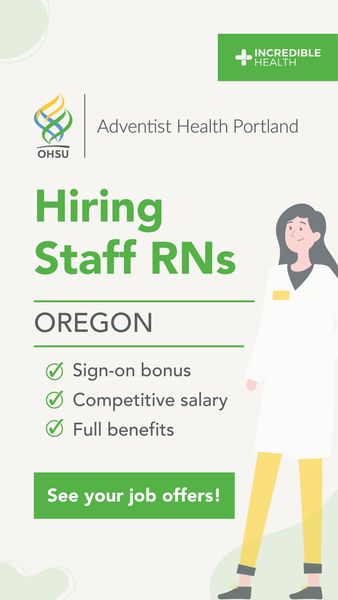 INCREDIBLE
HEALTH
OHSU
Adventist Health Portland
Hiring
Staff RNs
OREGON
Sign-on bonus
Competitive salary
Full benefits
See your job offers!